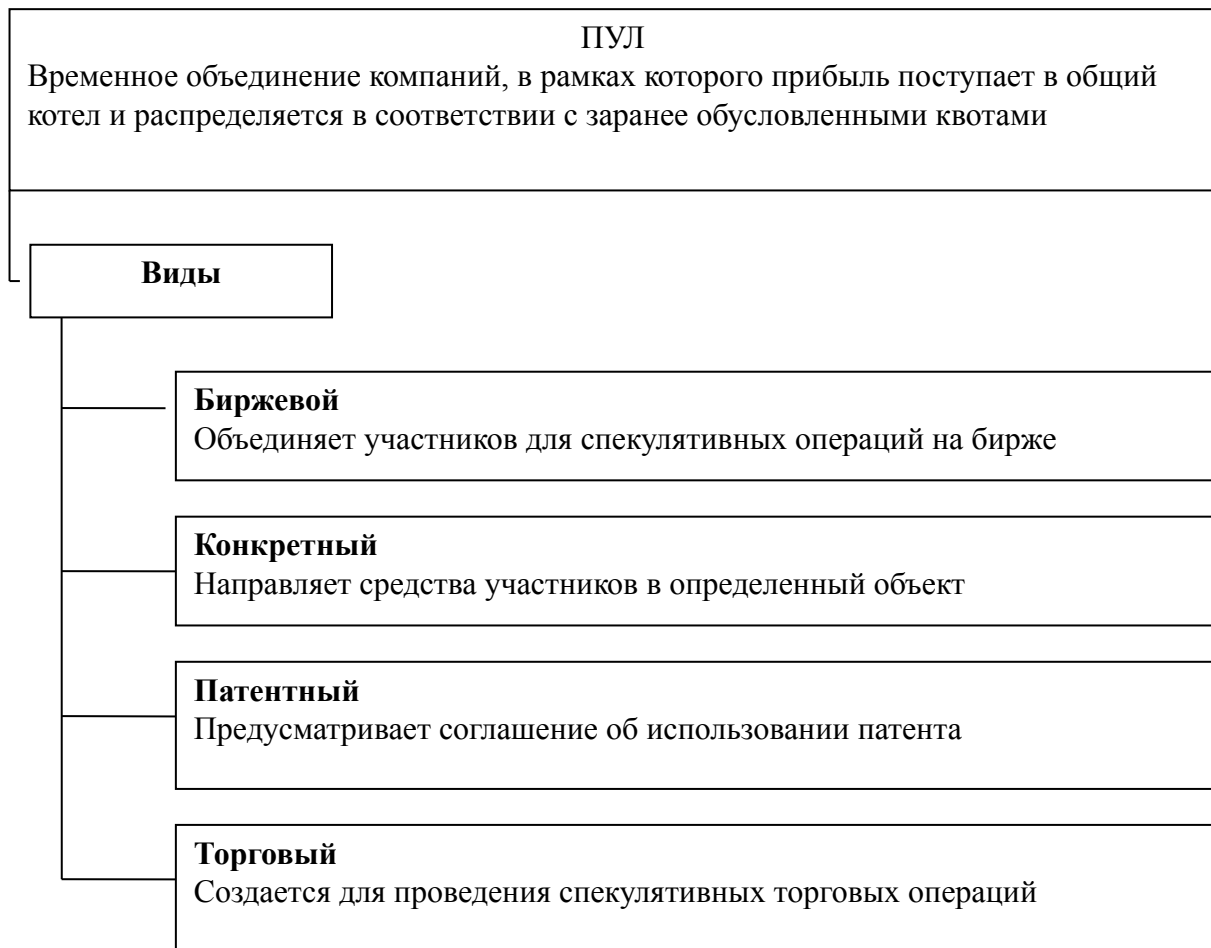 ПУЛ
Временное объединение компаний, в рамках которого прибыль поступает в общий
котел и распределяется в соответствии с заранее обусловленными квотами
Виды
Биржевой
Объединяет участников для спекулятивных операций на бирже
Конкретный
Направляет средства участников в определенный объект
Патентный
Предусматривает соглашение об использовании патента
Торговый
Создается для проведения спекулятивных торговых операций